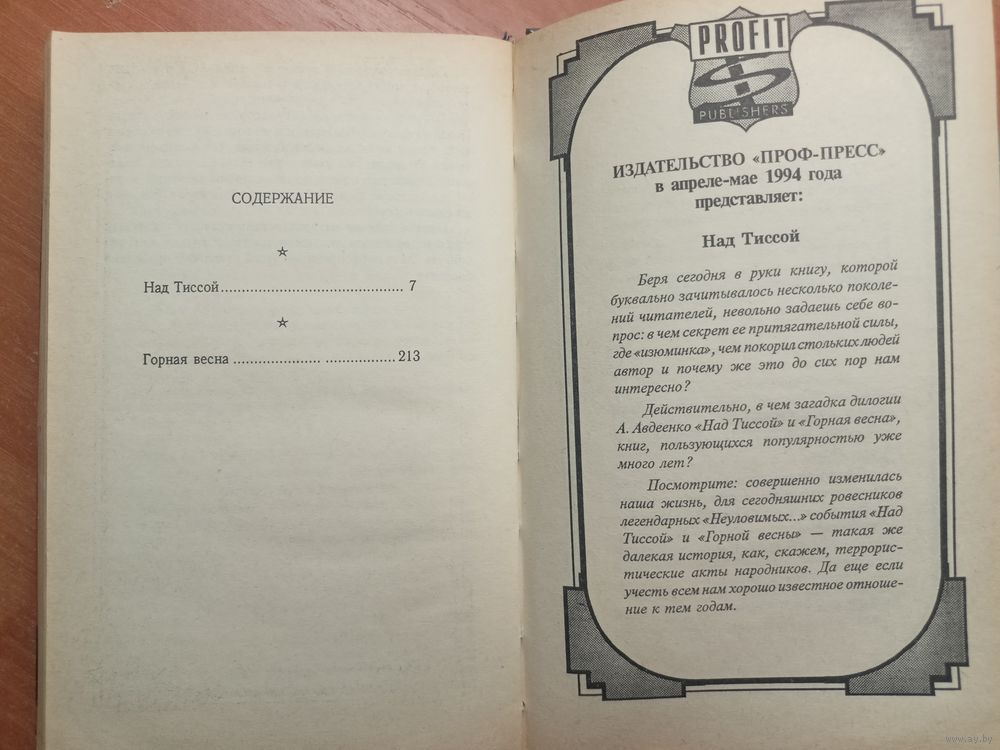 СОДЕРЖАНИЕ
Над Тиссой.......................................... 7
Горная весна ...................... .................213
PROFIT
PUBLISHERS
ИЗДАТЕЛЬСТВО «ПРОФ-ПРЕСС»
в апреле-мае 1994 года
представляет:
Над Тиссой
Беря сегодня в руки книгу, которой
буквально зачитывалось несколько поколе-
ний читателей, невольно задаешь себе во-
прос: в чем секрет ее притягательной силы,
где «изюминка», чем покорил стольких людей
автор и почему же это до сих пор нам
интересно?
Действительно, в чем загадка дилогии
А. Авдеенко «Над Тиссой» и «Горная весна»,
книг, пользующихся популярностью уже
много лет?
Посмотрите: совершенно изменилась
наша жизнь, для сегодняшних ровесников
легендарных «Неуловимых...» события «Над
Тиссой» и «Горной весны» — такая же
далекая история, как, скажем, террорис-
тические акты народников. Да еще если
учесть всем нам хорошо известное отноше-
ние к тем годам.
www.ay.by